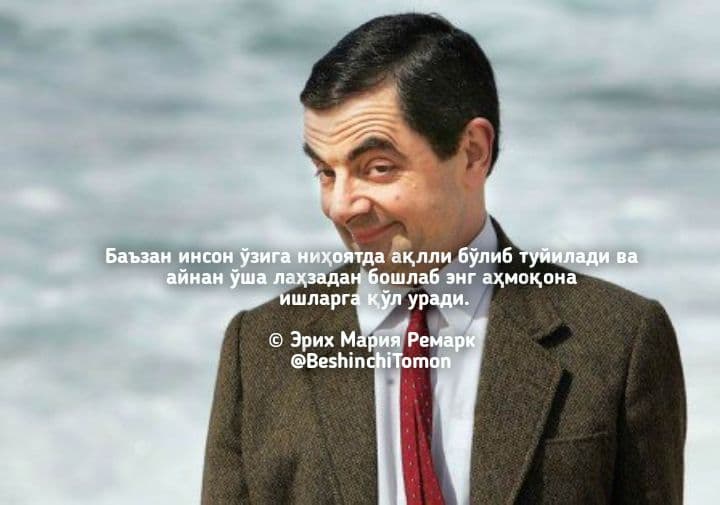 Баъзан инсон ўзига ниҳоятда ақлли бўлиб туйилади ва
айнан ўша лаҳзадан бошлаб энг аҳмоқона
ишларга қўл уради.
© Эрих Мария Ремарк
@BeshinchiTomon